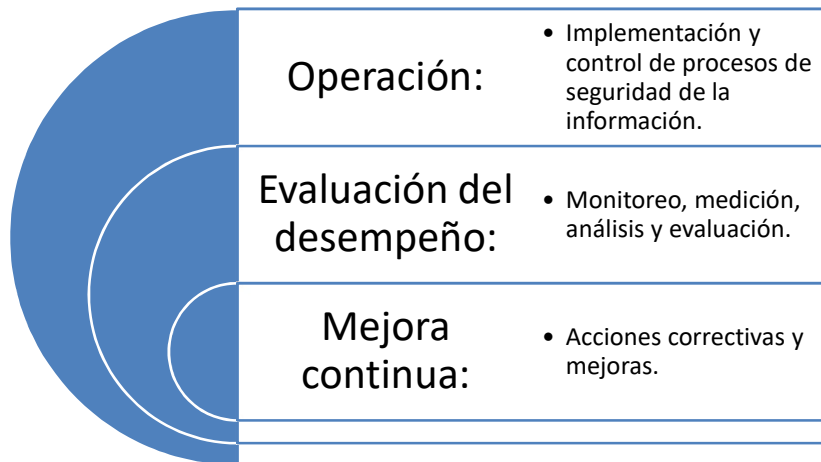 Operación:
• Implementación y
control de procesos de
seguridad de la
información.
Evaluación del
desempeño:
• Monitoreo, medición,
análisis y evaluación.
Mejora
continua:
• Acciones correctivas y
mejoras.